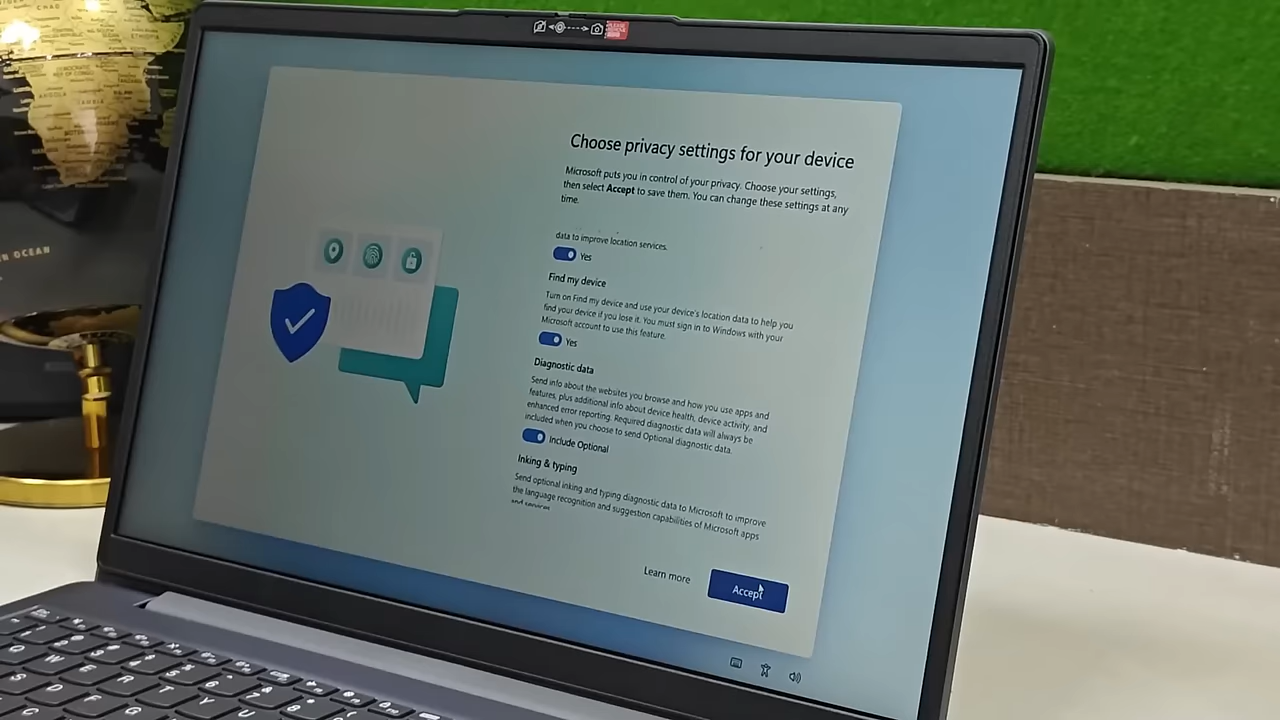 Choose privacy settings for your device
Microsoft puts you in control of your privacy. Choose your settings,
then select Accept to save them. You can change these settings at any
time.
data to improve location services.
Yes
Find my device
Turn on Find my device and use your device's location data to help you
find your device if you lose it. You must sign in to Windows with your
Microsoft account to use this feature.
Yes
Diagnostic data
Send info about the websites you browse and how you use apps and
features, plus additional info about device health, device activity, and
enhanced error reporting. Required diagnostic data will always be
included when you choose to send Optional diagnostic data.
Include Optional
Inking & typing
Send optional inking and typing diagnostic data to Microsoft to improve
the language recognition and suggestion capabilities of Microsoft apps
and services
Learn more
Accept
ANGOLA
ZAMBIA
OCEAN
Q W E R T Y U
S D F G